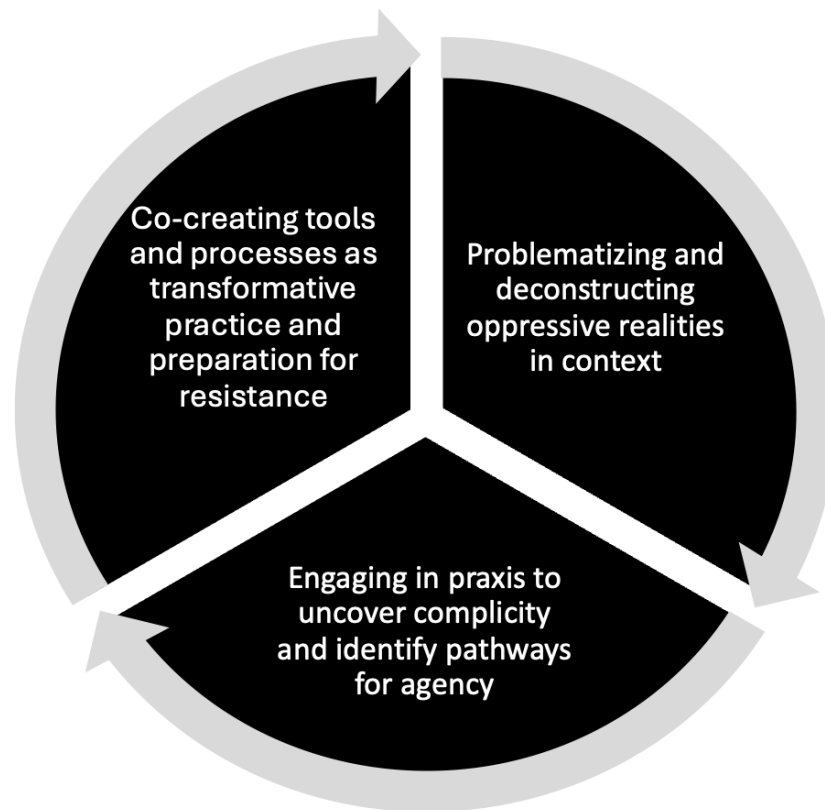 Co-creating tools
and processes as
transformative
practice and
preparation for
resistance
Problematizing and
deconstructing
oppressive realities
in context
Engaging in praxis to
uncover complicity
and identify pathways
for agency